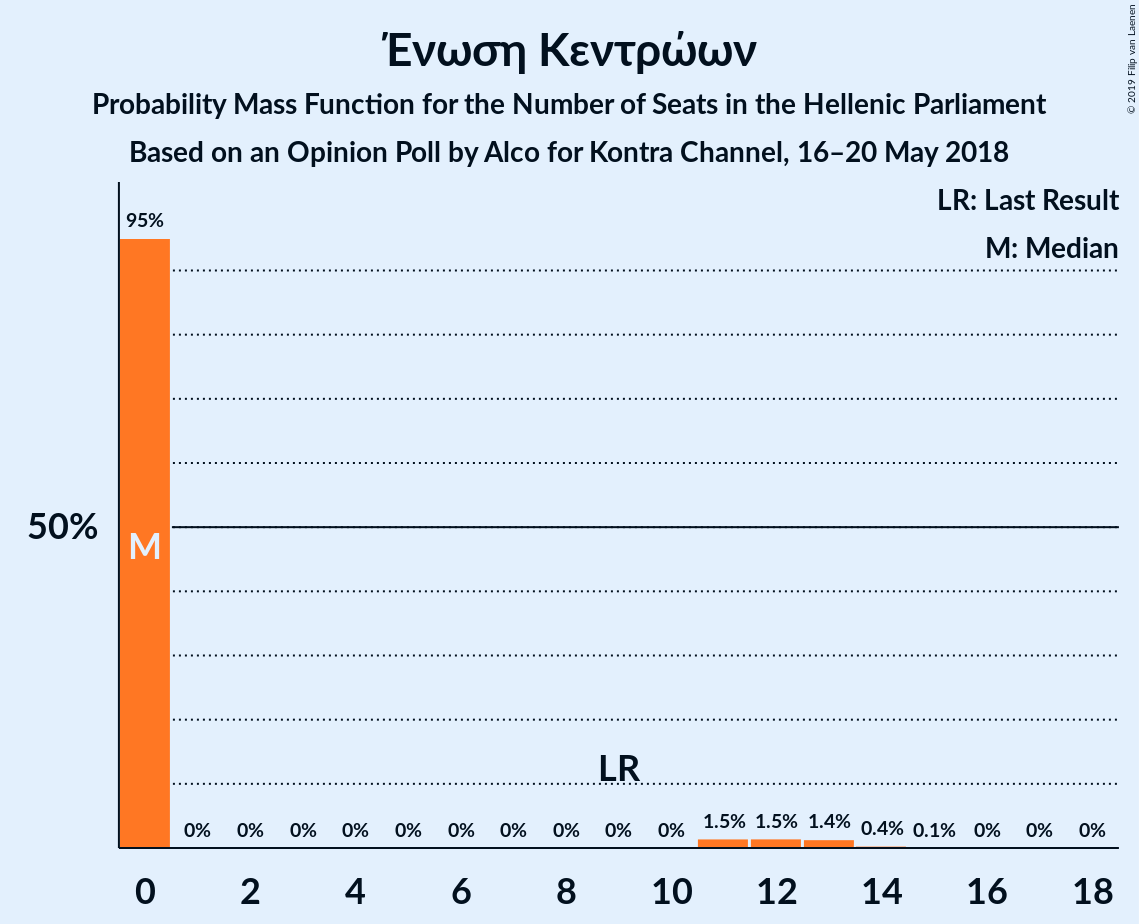 Ένωση Κεντρώων
Probability Mass Function for the Number of Seats in the Hellenic Parliament
Based on an Opinion Poll by Alco for Kontra Channel, 16–20 May 2018
© 2019 Filip van Laenen
LR: Last Result
M: Median
95%
50%
M
LR
0% 0% 0% 0% 0% 0% 0% 0% 0% 0% 1.5% 1.5% 1.4% 0.4% 0.1% 0% 0% 0%
0 2 4 6 8 10 12 14 16 18